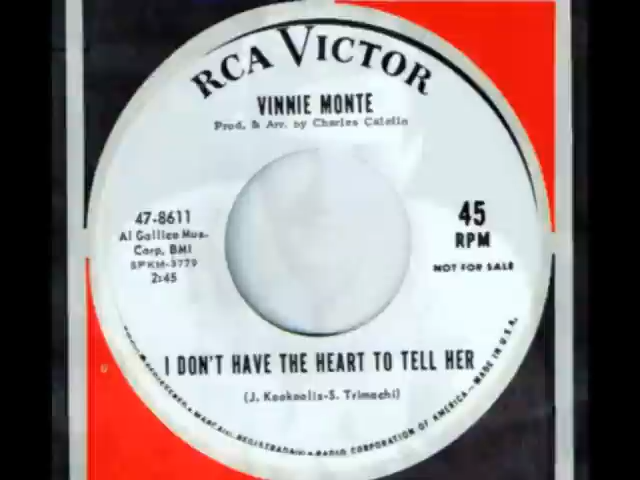 RCA VICTOR
VINNIE MONTE
Prod. & Arr. by Charles Calello
47-8611
Al Gallico Mus.
Corp, BMI
SPKM-3779
2:45
45
RPM
NOT FOR SALE
I DON'T HAVE THE HEART TO TELL HER
(J. Kookoolis-S. Trimachi)
REGISTRADA—RADIO CORPORATION OF AMERICA—MADE IN U.S.A.